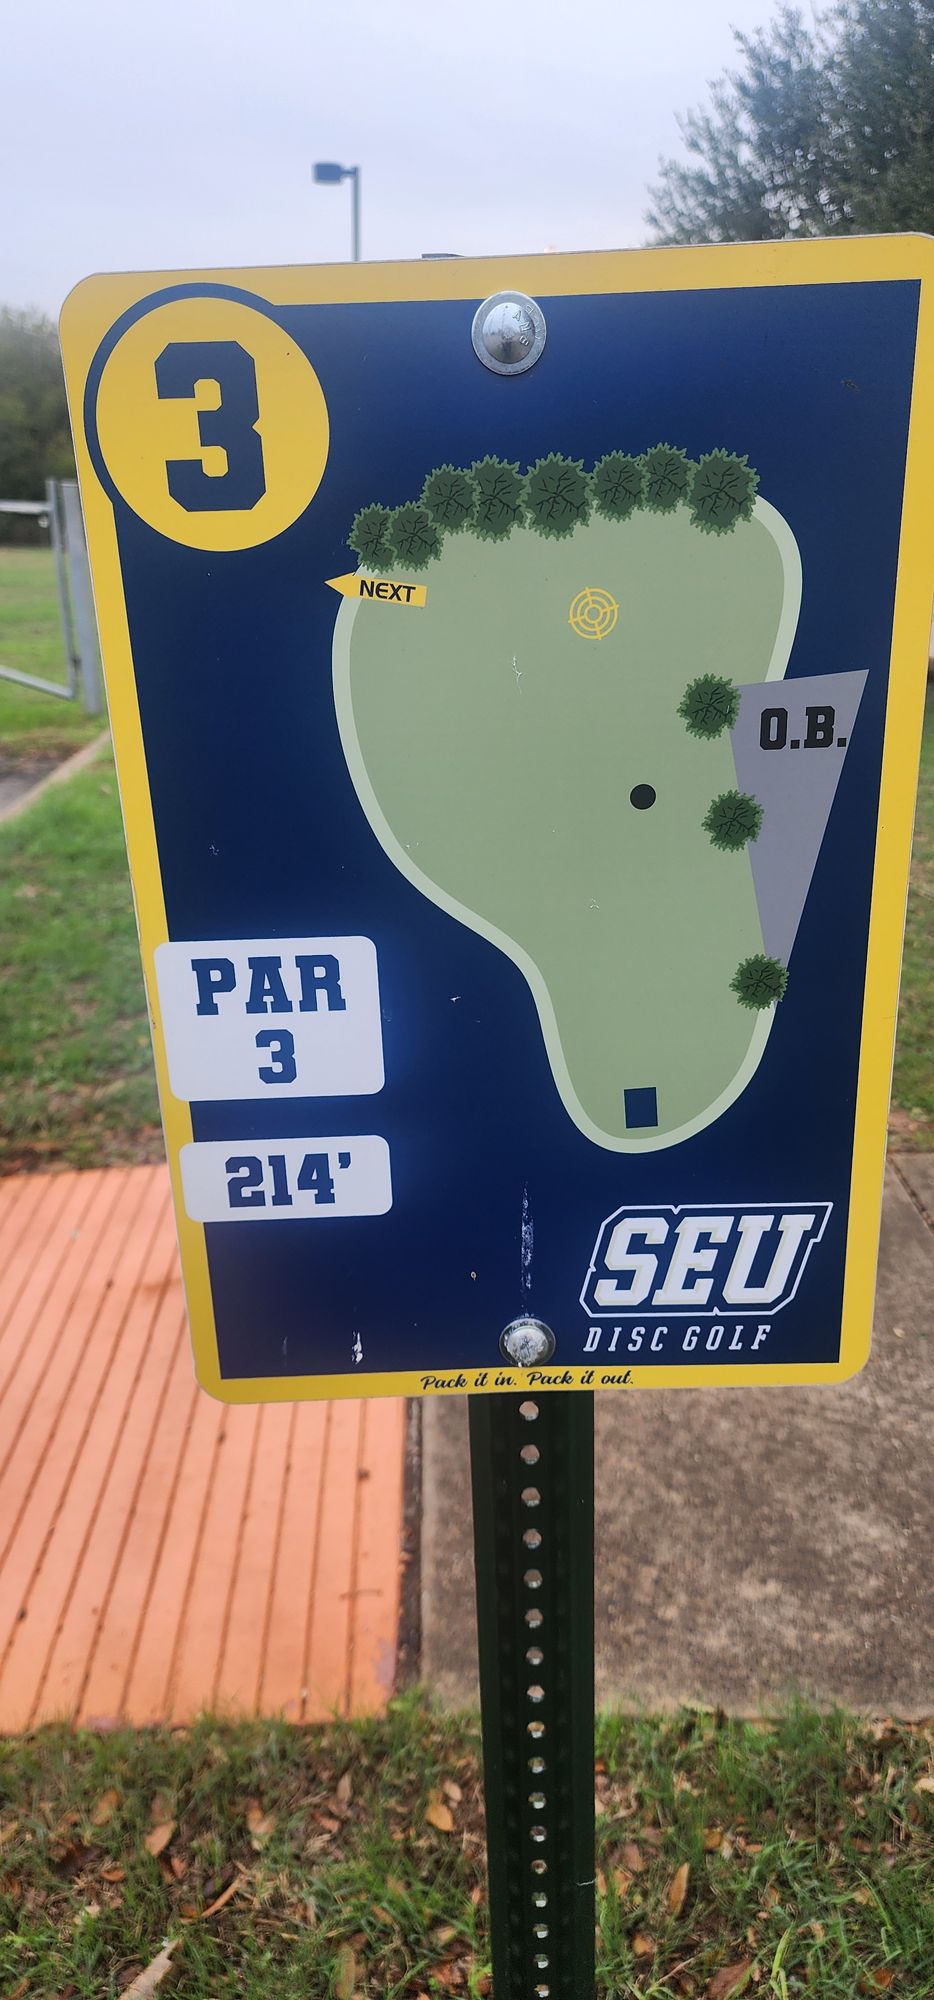 3
NEXT
O.B.
PAR
3
214'
SEU
DISC GOLF
Pack it in. Pack it out.